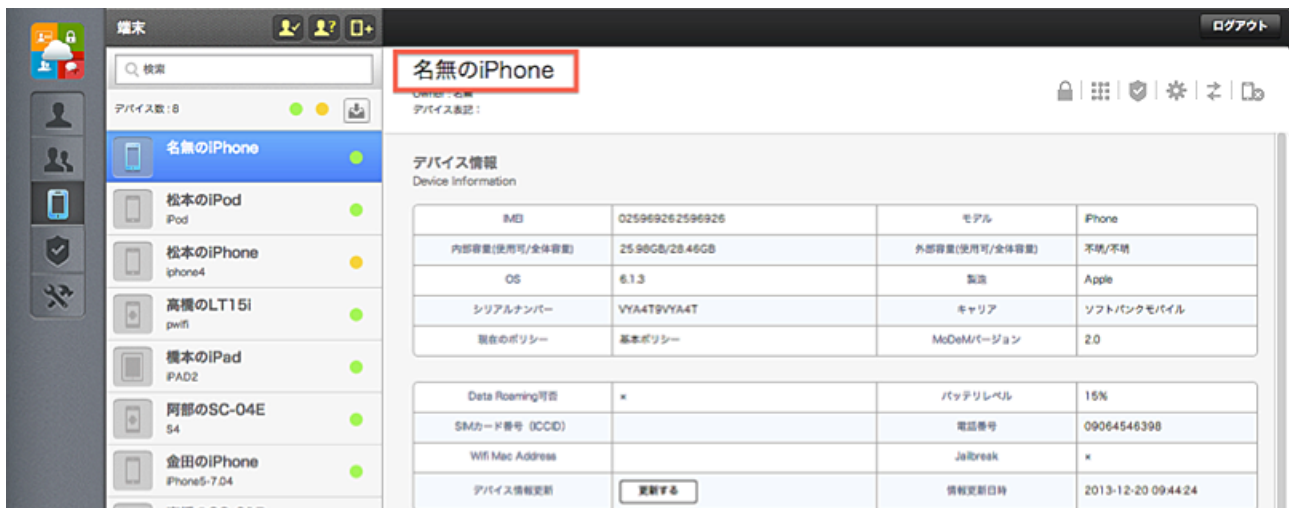 端末
ログアウト
検索
デバイス数:8
名無のiPhone
松本のiPod
iPod
松本のiPhone
iphone4
高橋のLT15i
pwifi
橋本のiPad
iPAD2
阿部のSC-04E
S4
金田のiPhone
iPhone5-7.04
名無のiPhone
Owner : 名無
デバイス表記 :
デバイス情報
Device Information
IMEI 025969262596926 モデル iPhone
内部容量(使用可/全体容量) 25.98GB/28.46GB 外部容量(使用可/全体容量) 不明/不明
OS 6.1.3 製造 Apple
シリアルナンバー VYA4T9VYA4T キャリア ソフトバンクモバイル
現在のポリシー 基本ポリシー MoDeMバージョン 2.0
Data Roaming可否 × バッテリレベル 15%
SIMカード番号 (ICCID) 電話番号 09064546398
Wifi Mac Address Jailbreak ×
デバイス情報更新 更新する 情報更新日時 2013-12-20 09:44:24